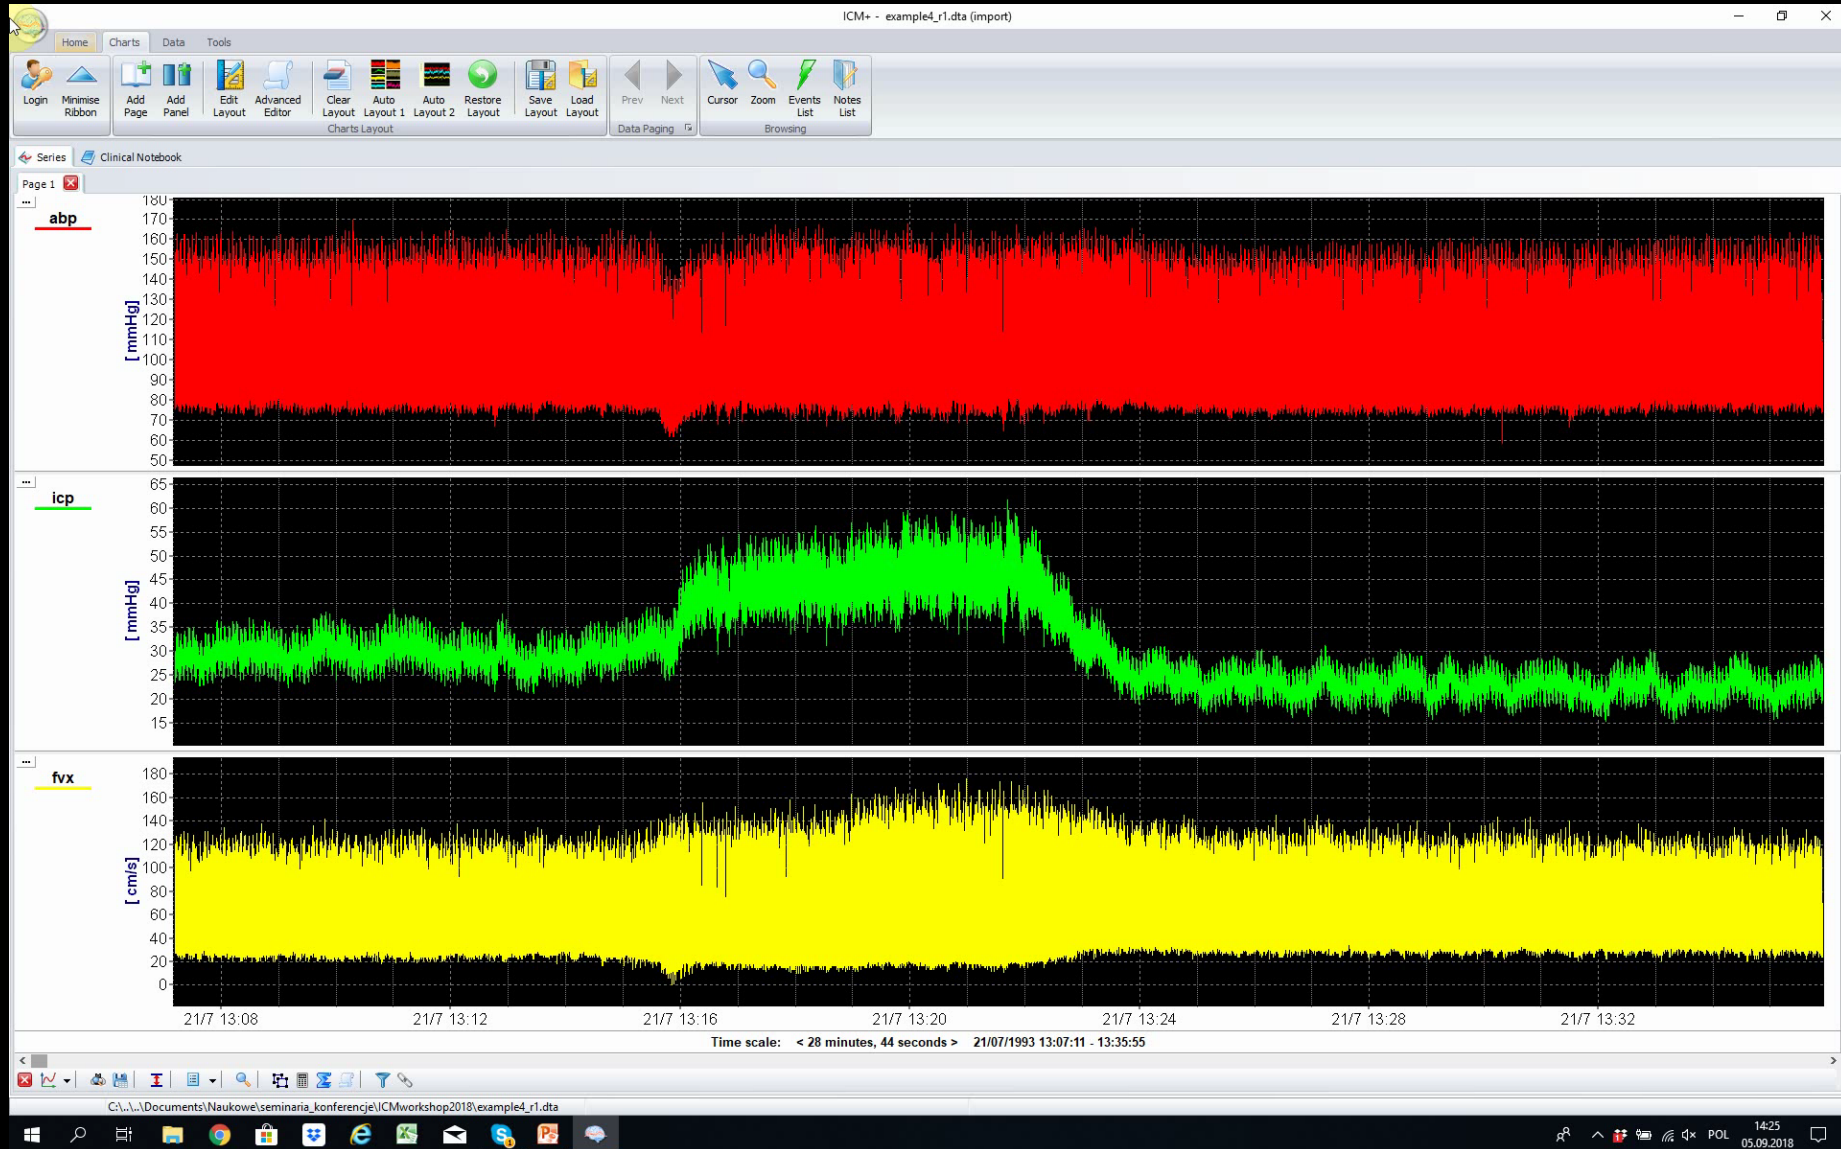 ICM+ - example4_r1.dta (import)
Home Charts Data Tools
Login Minimise Ribbon Add Page Add Panel Edit Layout Advanced Editor Clear Layout Auto Layout 1 Auto Layout 2 Restore Layout Save Layout Load Layout Prev Next Cursor Zoom Events List Notes List
Charts Layout Data Paging Browsing
Series Clinical Notebook
Page 1
abp
[ mmHg]
180
170
160
150
140
130
120
110
100
90
80
70
60
50
icp
[ mmHg]
65
60
55
50
45
40
35
30
25
20
15
fvx
[ cm/s]
180
160
140
120
100
80
60
40
20
0
21/7 13:08 21/7 13:12 21/7 13:16 21/7 13:20 21/7 13:24 21/7 13:28 21/7 13:32
Time scale: < 28 minutes, 44 seconds > 21/07/1993 13:07:11 - 13:35:55
C:\..\..\Documents\Naukowe\seminaria_konferencje\ICMworkshop2018\example4_r1.dta
POL
14:25
05.09.2018